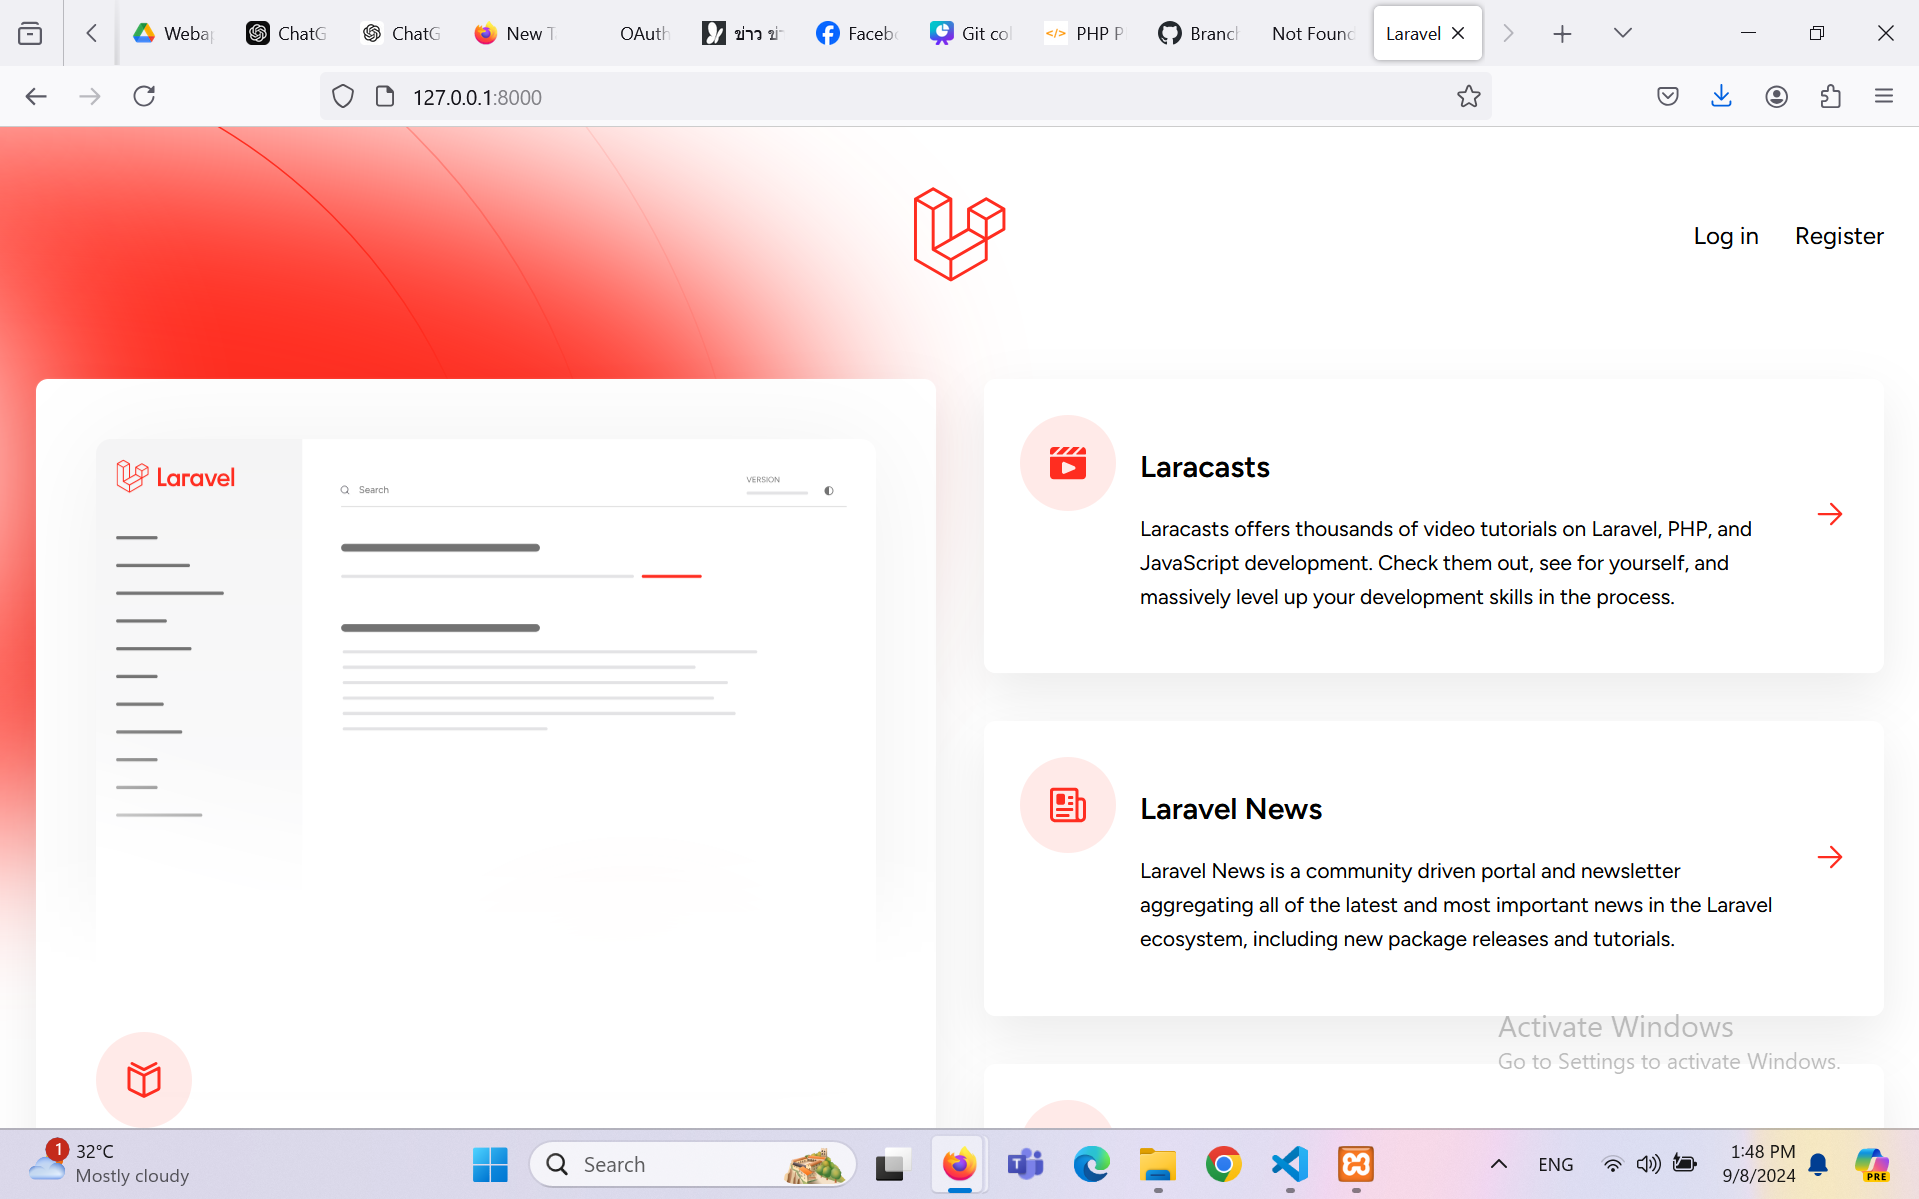 Webap
ChatG
ChatG
New T
OAuth
ข่าว ข่
Faceb
Git col
PHP P
Branch
Not Found
Laravel
127.0.0.1:8000
Log in
Register
Laravel
Search
VERSION
Laracasts
Laracasts offers thousands of video tutorials on Laravel, PHP, and
JavaScript development. Check them out, see for yourself, and
massively level up your development skills in the process.
Laravel News
Laravel News is a community driven portal and newsletter
aggregating all of the latest and most important news in the Laravel
ecosystem, including new package releases and tutorials.
Activate Windows
Go to Settings to activate Windows.
1
32°C
Mostly cloudy
Search
ENG
1:48 PM
9/8/2024
PRE